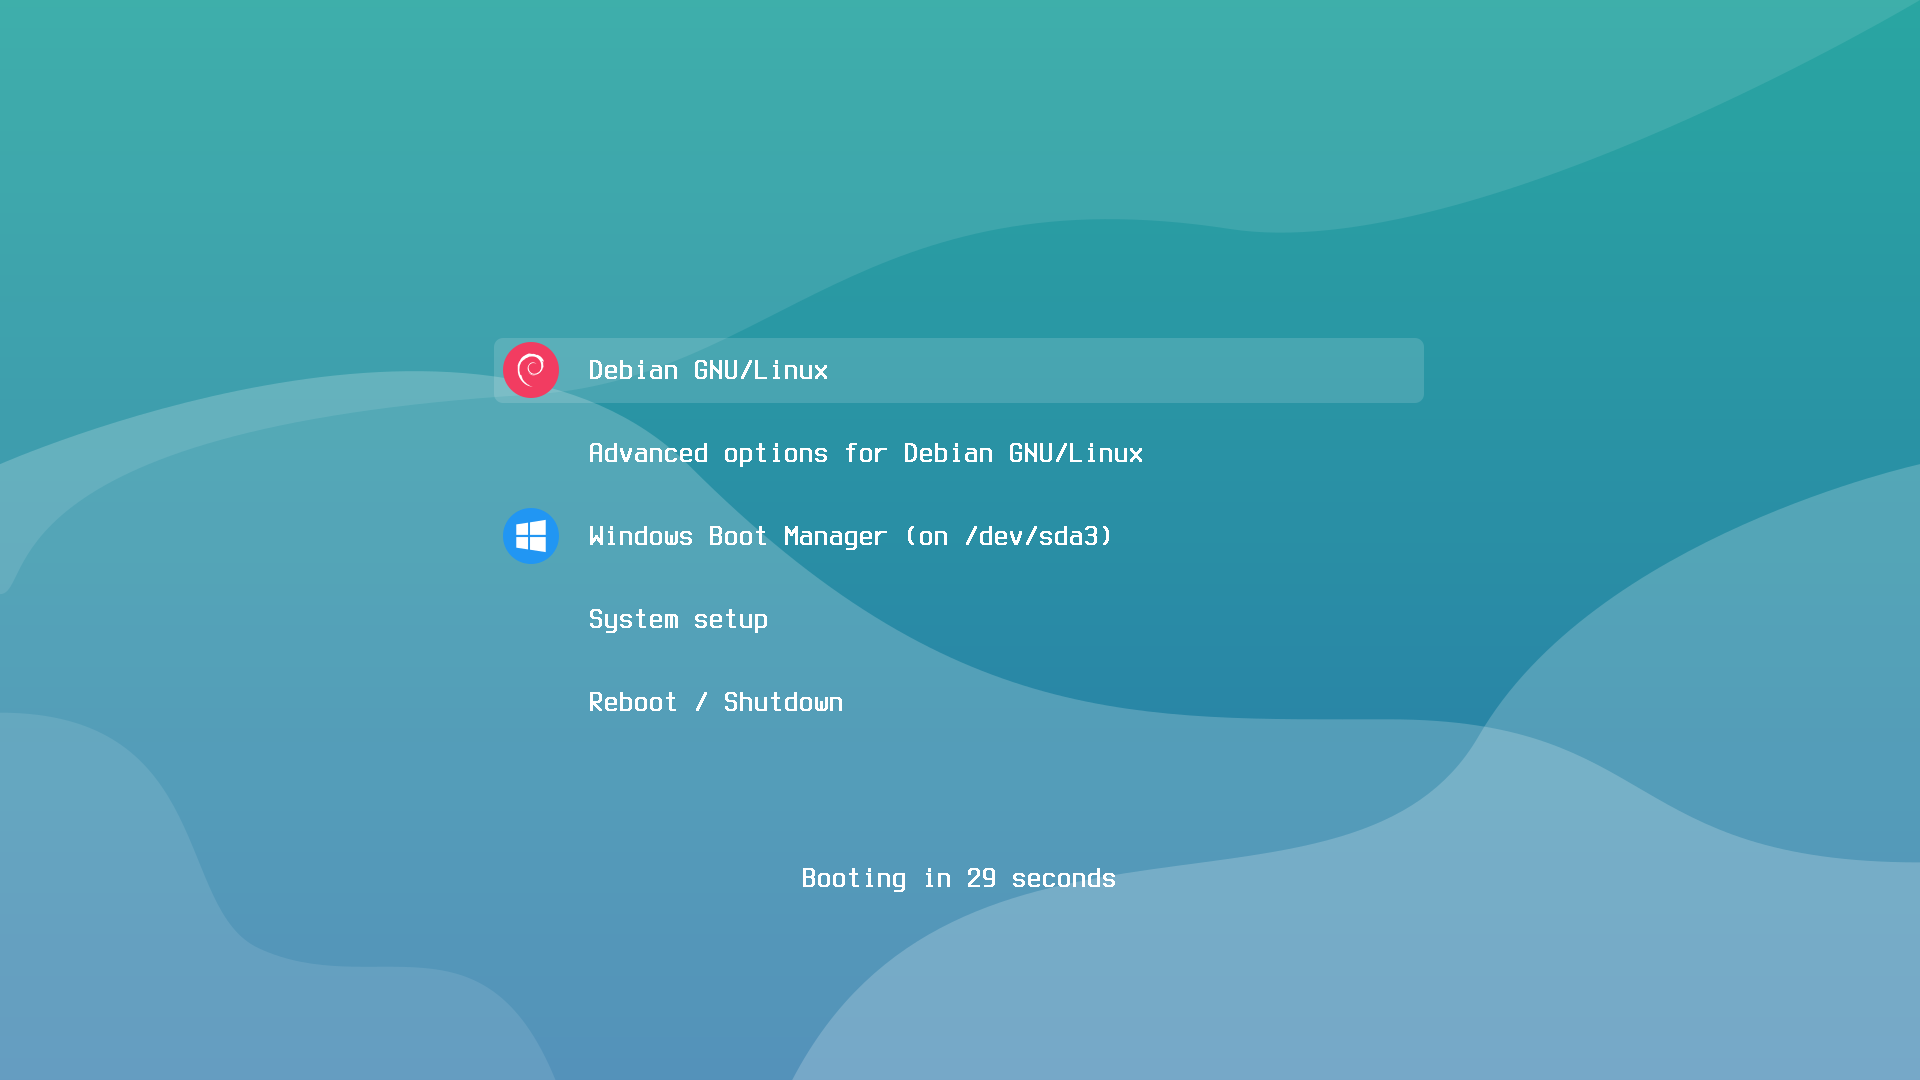 Debian GNU/Linux
Advanced options for Debian GNU/Linux
Windows Boot Manager (on /dev/sda3)
System setup
Reboot / Shutdown
Booting in 29 seconds